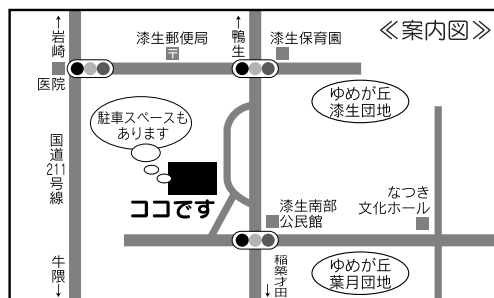 ≪案内図≫
↑岩崎
漆生郵便局
〒
↑鴨生
漆生保育園
医院
ゆめが丘
漆生団地
駐車スペースも
あります
国道211号線
ココです
漆生南部
公民館
なつき
文化ホール
牛隈↓
稲築才田↓
ゆめが丘
葉月団地